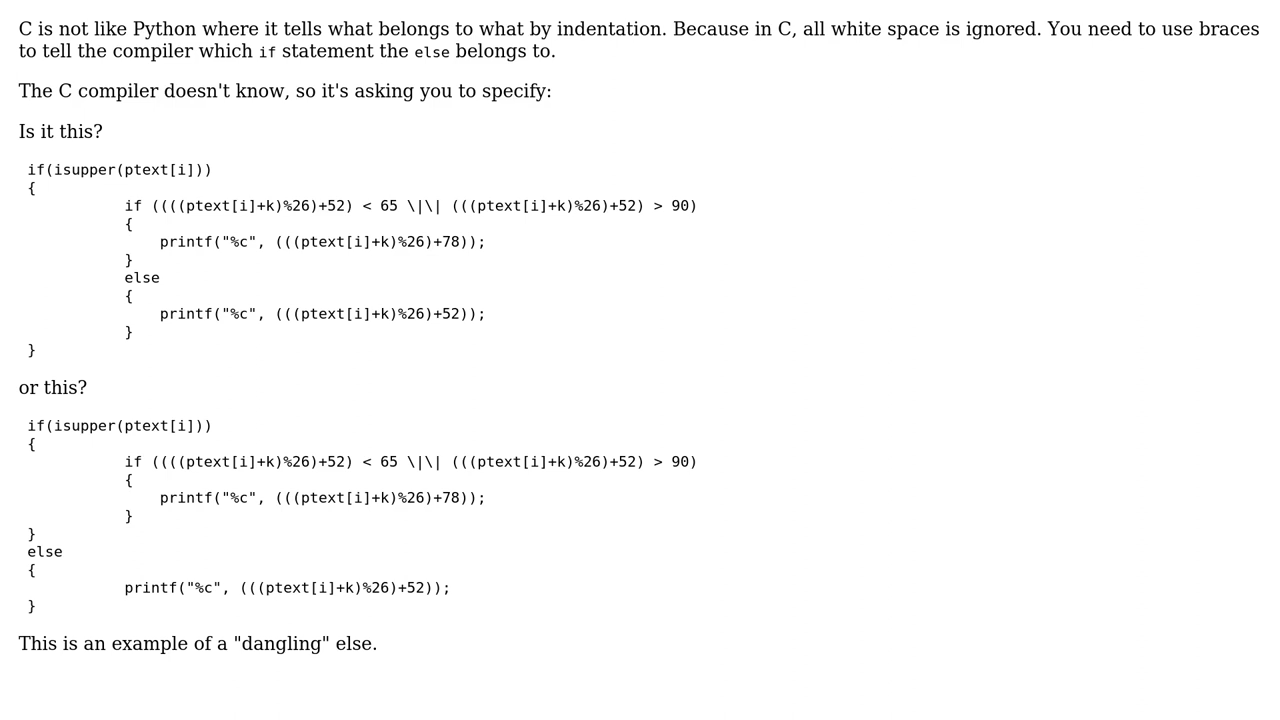 C is not like Python where it tells what belongs to what by indentation. Because in C, all white space is ignored. You need to use braces
to tell the compiler which if statement the else belongs to.
The C compiler doesn't know, so it's asking you to specify:
Is it this?
if(isupper(ptext[i]))
{
if ((((ptext[i]+k)%26)+52) < 65 \|\| (((ptext[i]+k)%26)+52) > 90)
{
printf("%c", (((ptext[i]+k)%26)+78));
}
else
{
printf("%c", (((ptext[i]+k)%26)+52));
}
}
or this?
if(isupper(ptext[i]))
{
if ((((ptext[i]+k)%26)+52) < 65 \|\| (((ptext[i]+k)%26)+52) > 90)
{
printf("%c", (((ptext[i]+k)%26)+78));
}
}
else
{
printf("%c", (((ptext[i]+k)%26)+52));
}
This is an example of a "dangling" else.